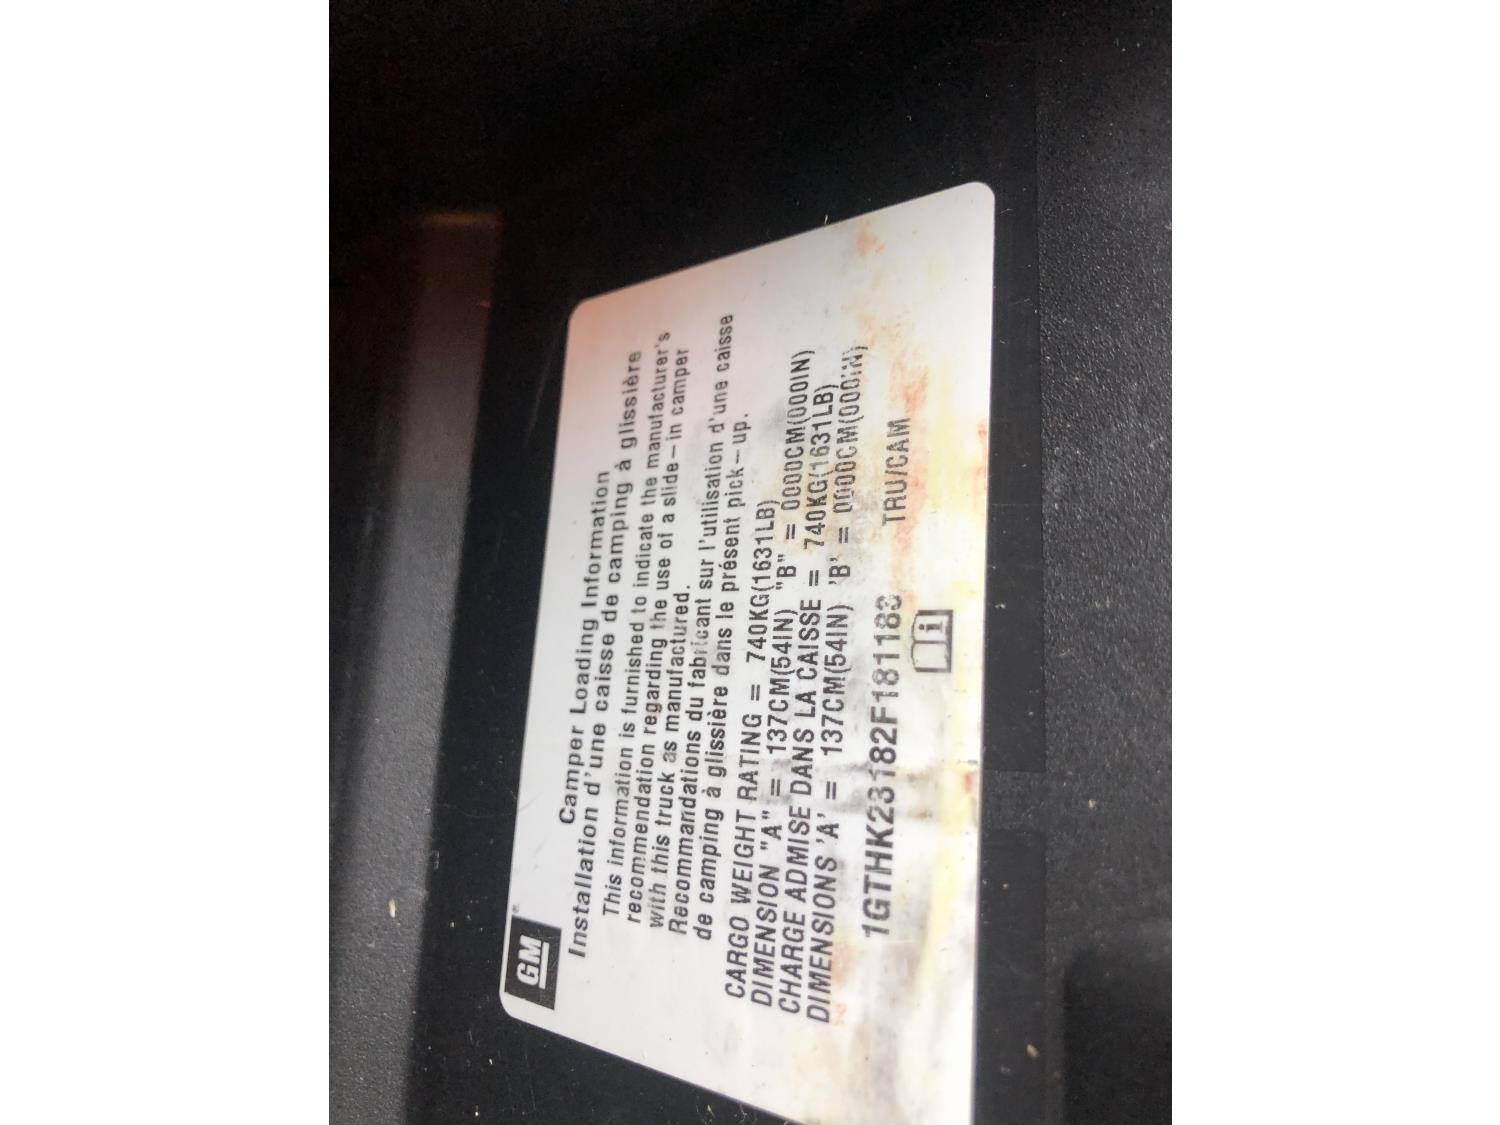 GM
Camper Loading Information
Installation d'une caisse de camping à glissière
This information is furnished to indicate the manufacturer's
recommendation regarding the use of a slide-in camper
with this truck as manufactured.
Recommandations du fabricant sur l'utilisation d'une caisse
de camping à glissière dans le présent pick-up.
CARGO WEIGHT RATING = 740KG(1631LB)
DIMENSION "A" = 137CM(54IN) "B" = 0000CM(000IN)
CHARGE ADMISE DANS LA CAISSE = 740KG(1631LB)
DIMENSIONS 'A' = 137CM(54IN) 'B' = 0000CM(000IN)
TRU/CAM